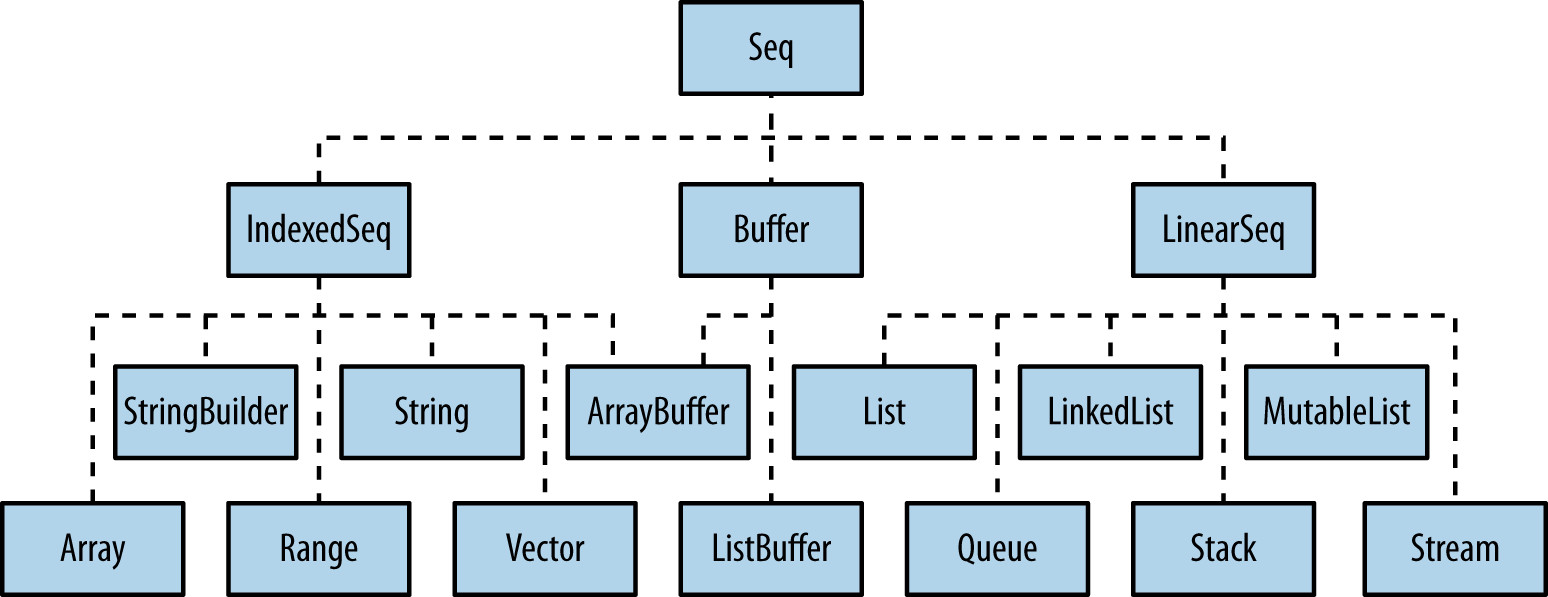 Seq
IndexedSeq
Buffer
LinearSeq
StringBuilder
String
ArrayBuffer
List
LinkedList
MutableList
Array
Range
Vector
ListBuffer
Queue
Stack
Stream